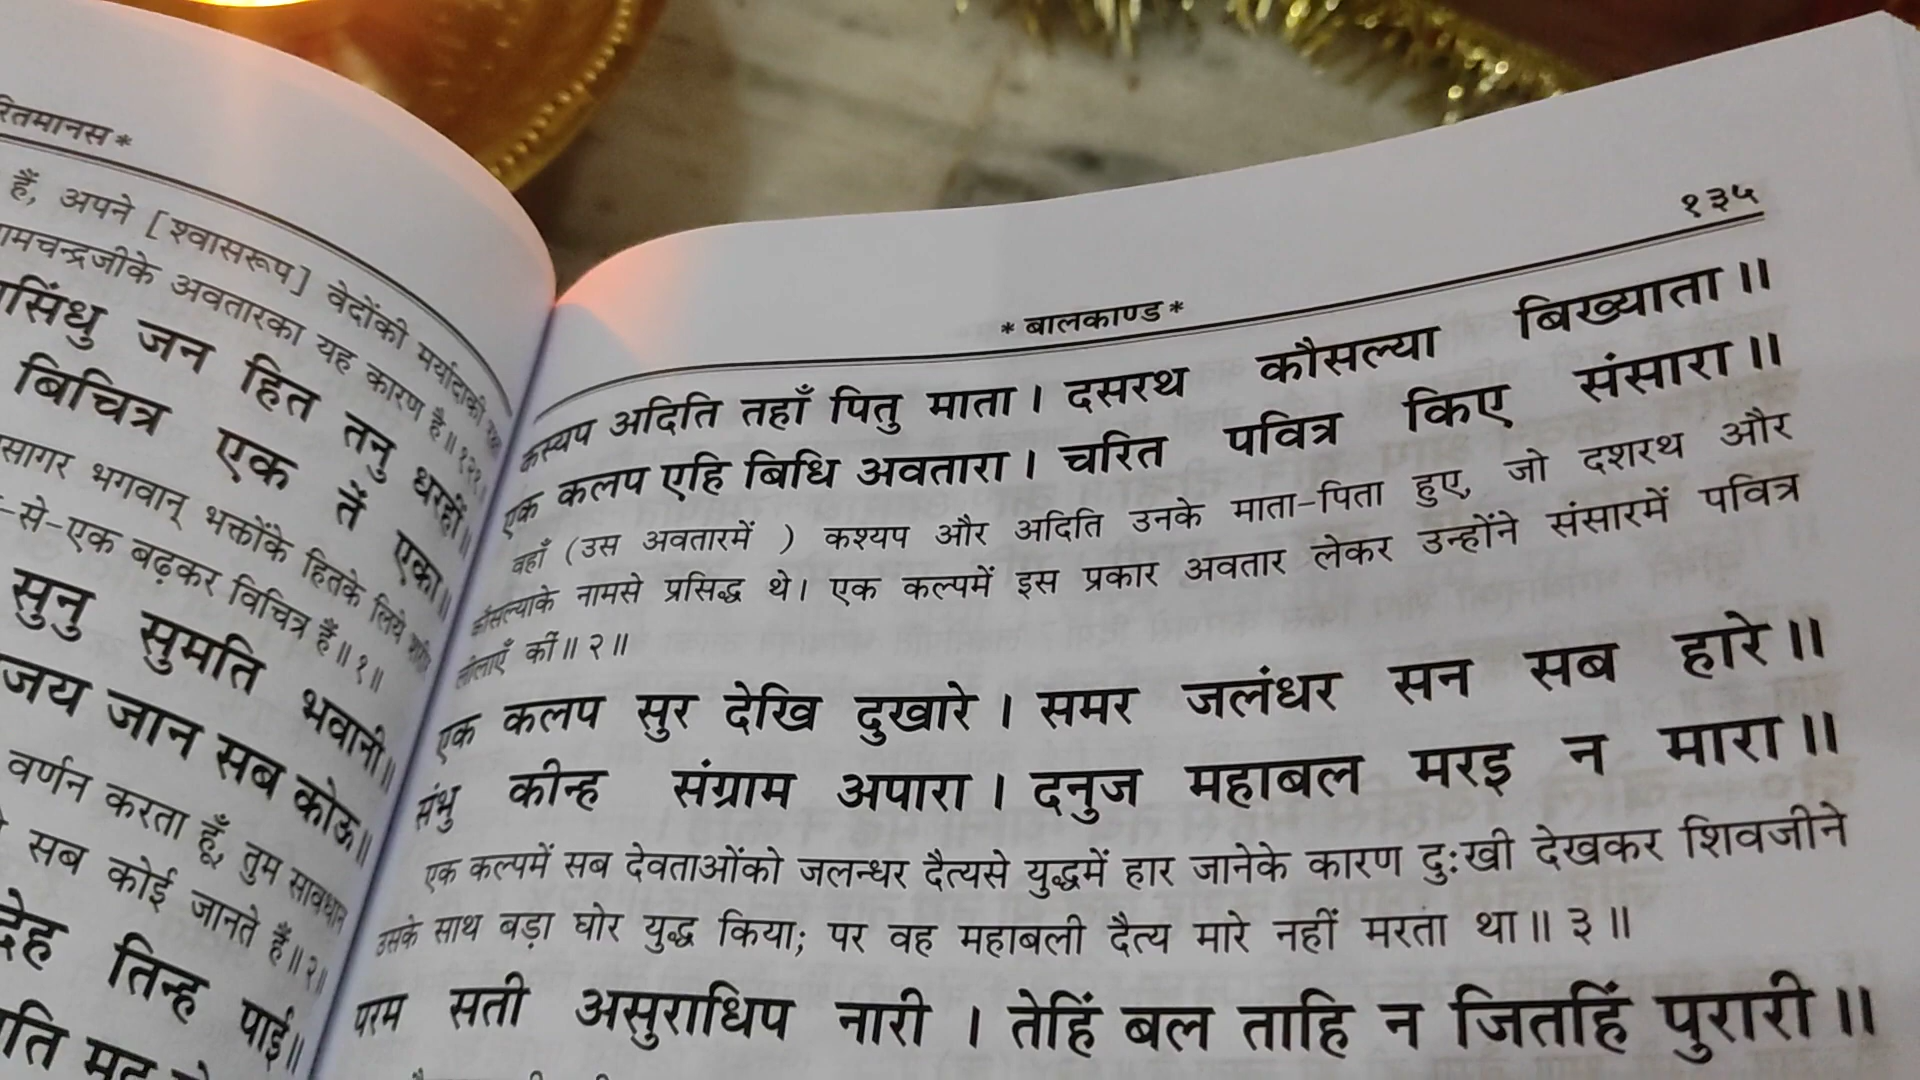 रितमानस *
हैं, अपने [ श्वासरूप ] वेदोंकी मर्यादाकी
चन्द्रजीके अवतारका यह कारण है॥ १२१॥
सिंधु जन हित तनु धरहीं॥
बिचित्र एक तें एका॥
सागर भगवान् भक्तोंके हितके लिये
-से-एक बढ़कर विचित्र हैं॥ १॥
सुनु सुमति भवानी॥
जय जान सब कोऊ॥
वर्णन करता हूँ, तुम सावधान
सब कोई जानते हैं॥ २॥
देह तिन्ह पाई॥
१३५
* बालकाण्ड *
कस्यप अदिति तहाँ पितु माता। दसरथ कौसल्या बिख्याता॥
एक कलप एहि बिधि अवतारा। चरित पवित्र किए संसारा॥
वहाँ (उस अवतारमें ) कश्यप और अदिति उनके माता-पिता हुए, जो दशरथ और
कौसल्याके नामसे प्रसिद्ध थे। एक कल्पमें इस प्रकार अवतार लेकर उन्होंने संसारमें पवित्र
लीलाएँ कीं॥ २॥
एक कलप सुर देखि दुखारे। समर जलंधर सन सब हारे॥
संभु कीन्ह संग्राम अपारा। दनुज महाबल मरइ न मारा॥
एक कल्पमें सब देवताओंको जलन्धर दैत्यसे युद्धमें हार जानेके कारण दुःखी देखकर शिवजीने
उसके साथ बड़ा घोर युद्ध किया; पर वह महाबली दैत्य मारे नहीं मरता था॥ ३॥
परम सती असुराधिप नारी। तेहिं बल ताहि न जितहिं पुरारी॥